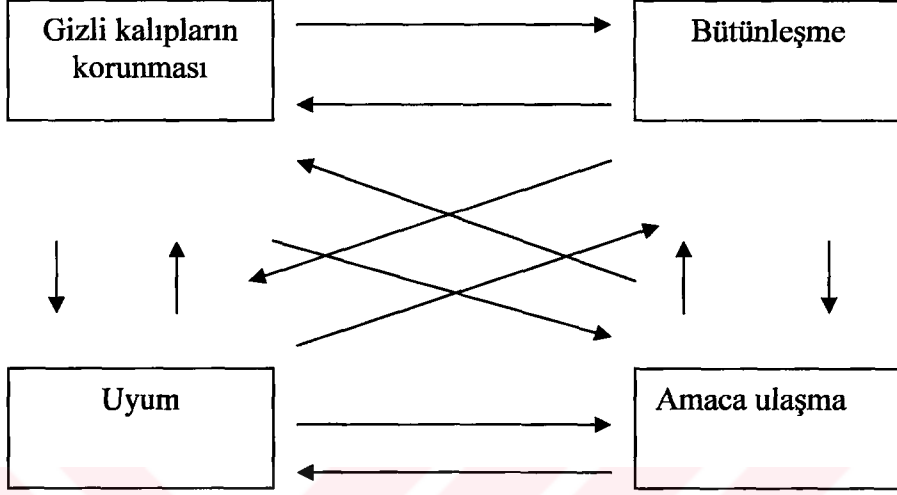 Gizli kalıpların
korunması
Bütünleşme
Uyum
Amaca ulaşma